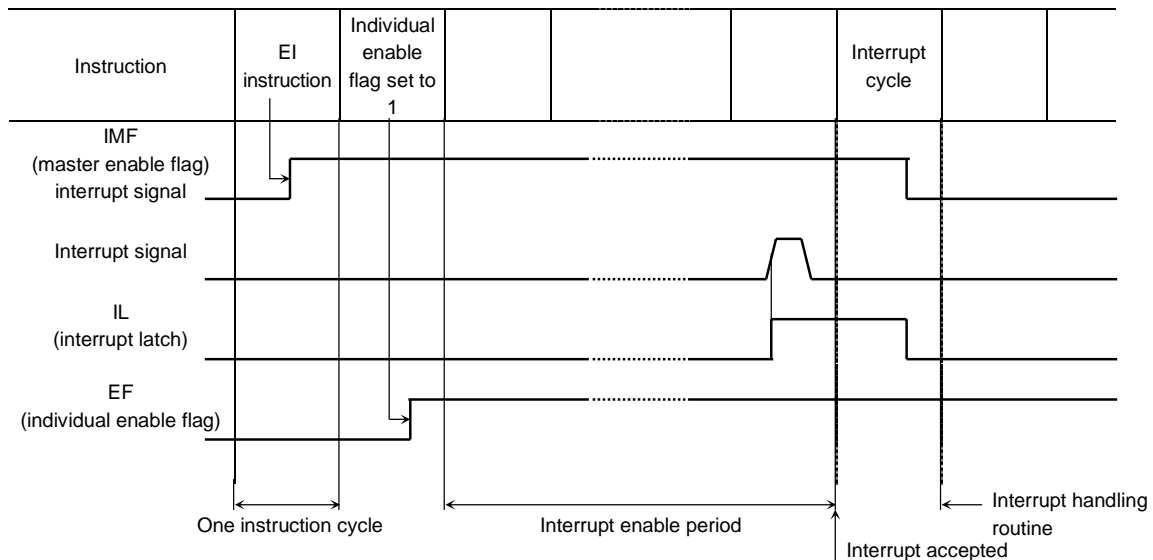 Instruction
EI
instruction
Individual
enable
flag set to
1
Interrupt
cycle
IMF
(master enable flag)
interrupt signal
Interrupt signal
IL
(interrupt latch)
EF
(individual enable flag)
One instruction cycle
Interrupt enable period
Interrupt handling
routine
Interrupt accepted